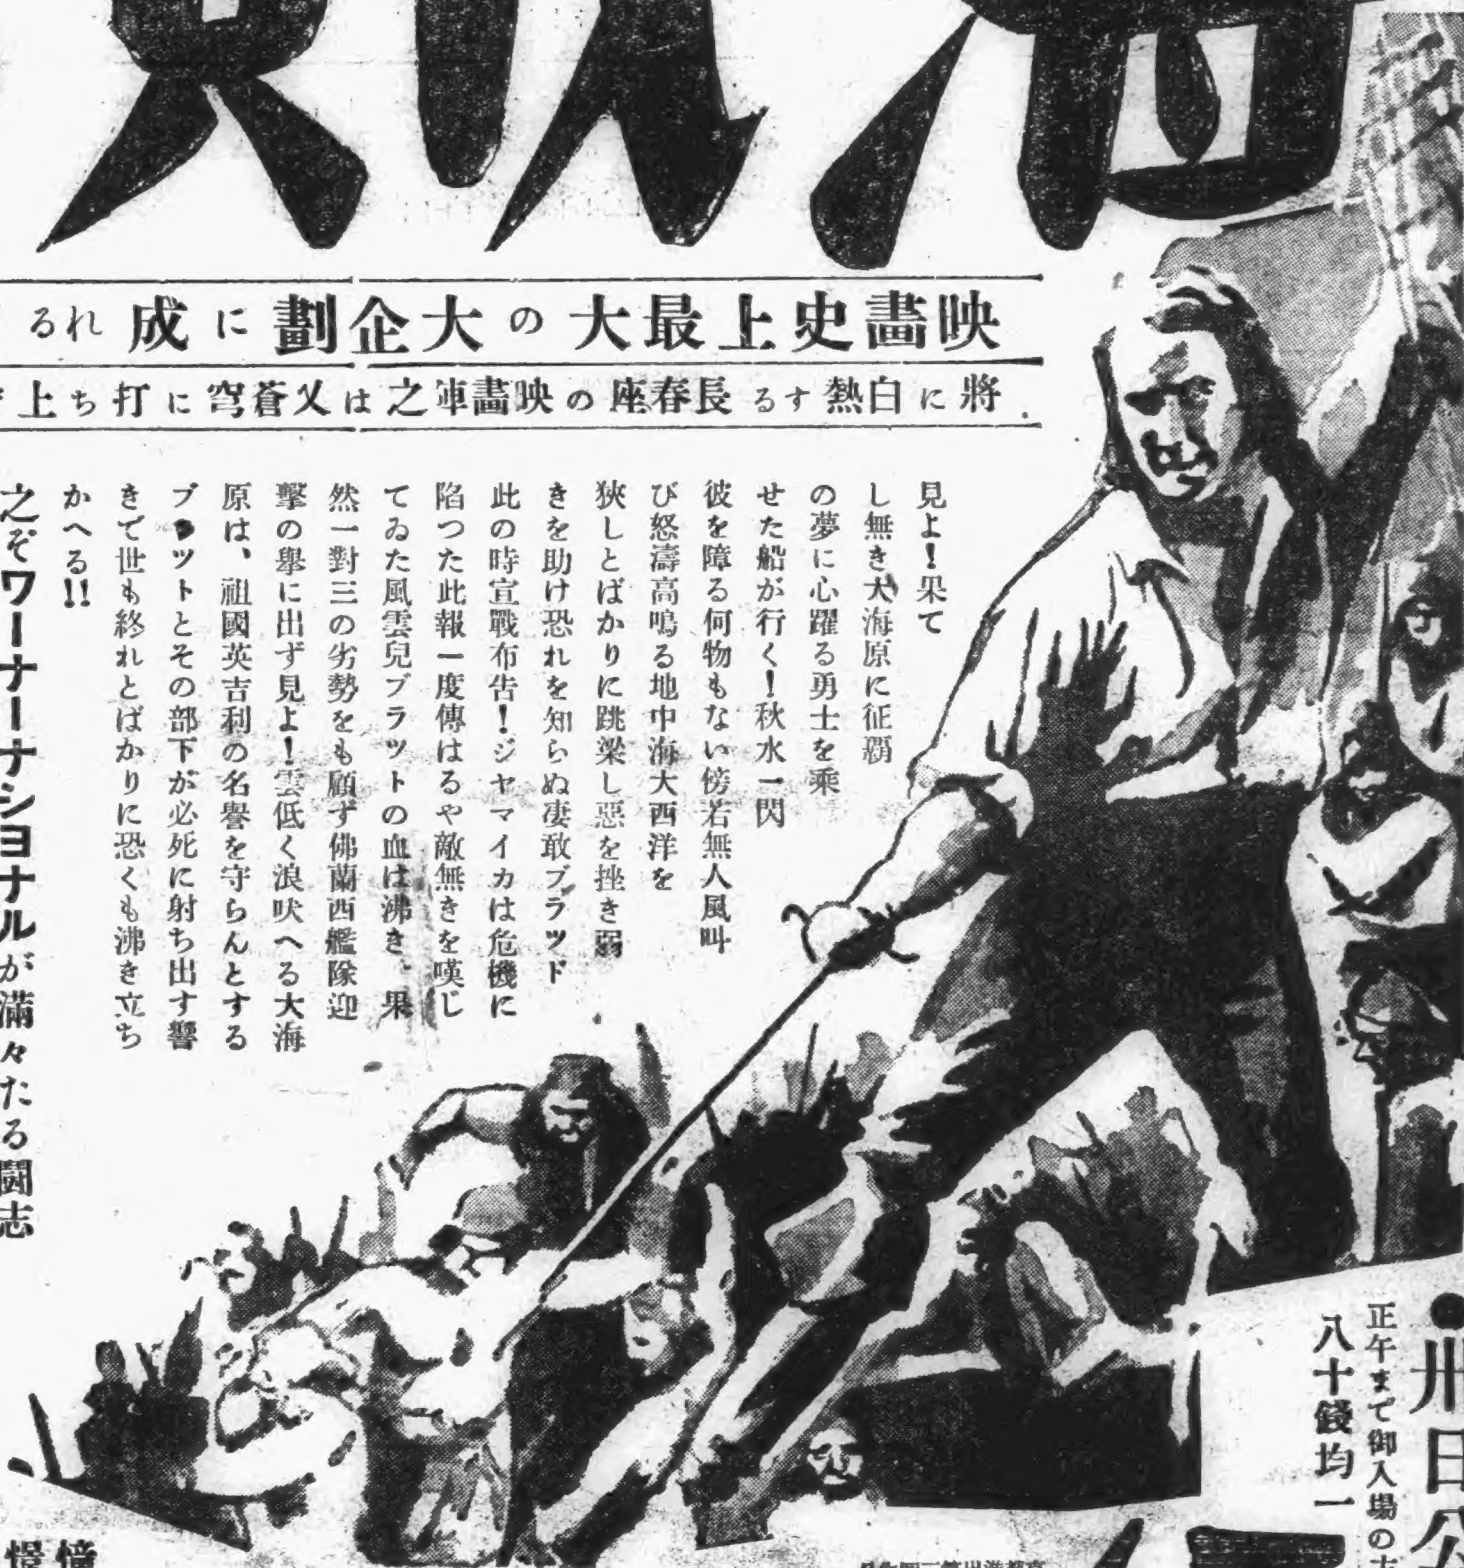 海賊
映畵史上最大の大企劃に成れる
將に白熱する長春座の映畵陣之は又蒼穹に打ち上
見よ!果て
し無き大海原に征覇
の夢に心躍る勇士を乘
せた船が行く!秋水一閃
彼を障る何物もない傍若無人風叫
び怒濤高鳴る地中海大西洋を
狹しとばかりに跳梁し惡を挫き弱
きを助け恐れを知らぬ凄敢ブラッド
此の時宣戰布告!ジヤマイカは危機に
陷つた此報一度傳はるや敵無きを嘆じ
てゐた風雲兒ブラットの血は沸き、果
然一對三の劣勢をも顧ず佛蘭西艦隊迎
擊の擧に出ず見よ!雲低く浪吠へる大海
原は、祖國英吉利の名譽を守らんとする
ブラットとその部下が必死に射ち出す響
きで世も終れとばかりに恐くも沸き立ち
かへる!!
之ぞワーナーナショナルが滿々たる鬪志
卅日
正午まで御入場の
八十錢均一
憧憬